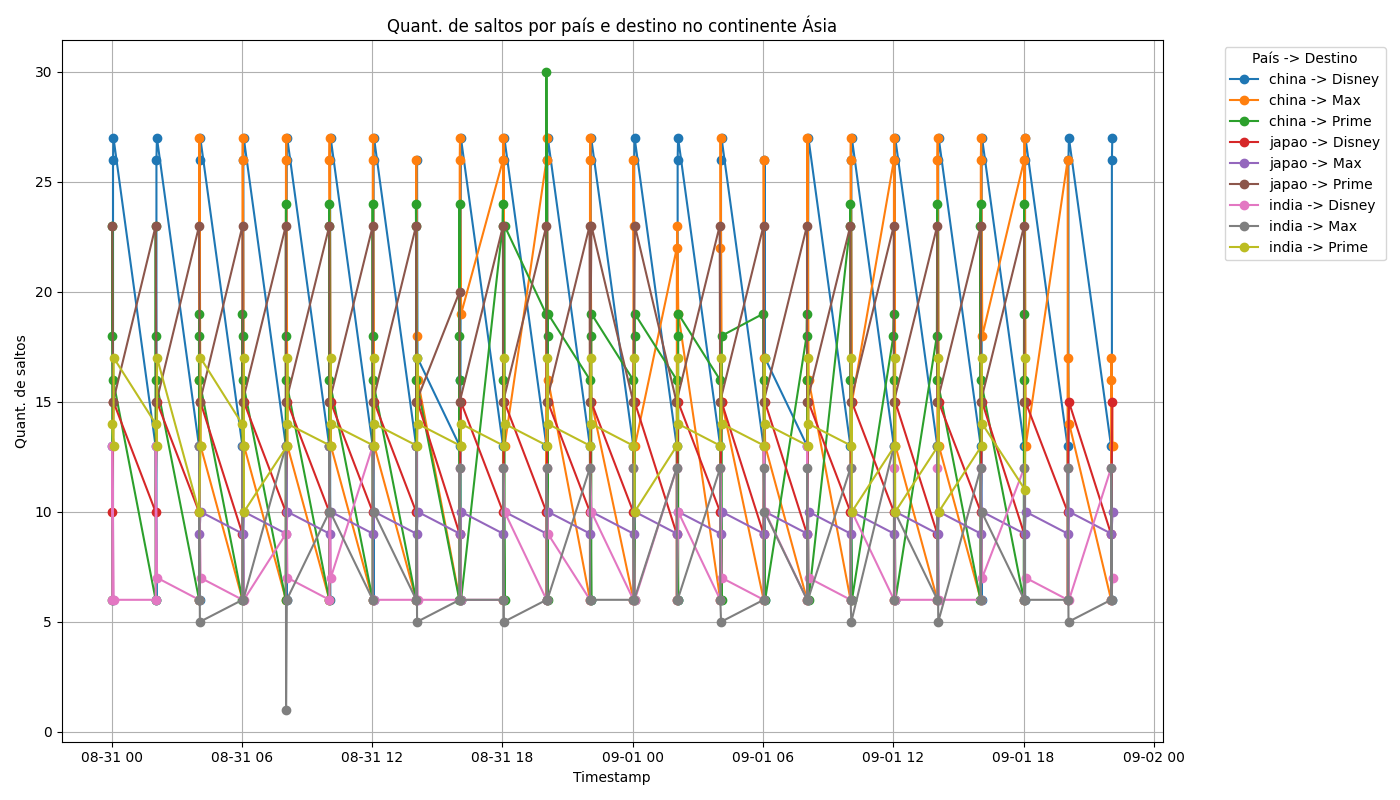 Quant. de saltos por país e destino no continente Ásia
Quant. de saltos
30
25
20
15
10
5
0
08-31 00
08-31 06
08-31 12
08-31 18
09-01 00
09-01 06
09-01 12
09-01 18
09-02 00
Timestamp
País -> Destino
china -> Disney
china -> Max
china -> Prime
japao -> Disney
japao -> Max
japao -> Prime
india -> Disney
india -> Max
india -> Prime